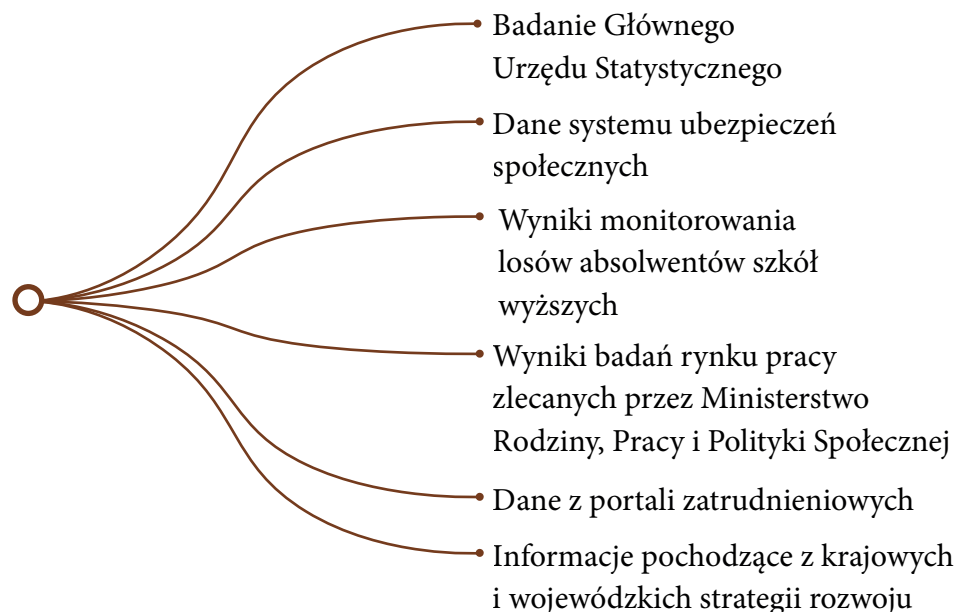 Badanie Głównego
Urzędu Statystycznego
Dane systemu ubezpieczeń
społecznych
Wyniki monitorowania
losów absolwentów szkół
wyższych
Wyniki badań rynku pracy
zlecanych przez Ministerstwo
Rodziny, Pracy i Polityki Społecznej
Dane z portali zatrudnieniowych
Informacje pochodzące z krajowych
i wojewódzkich strategii rozwoju